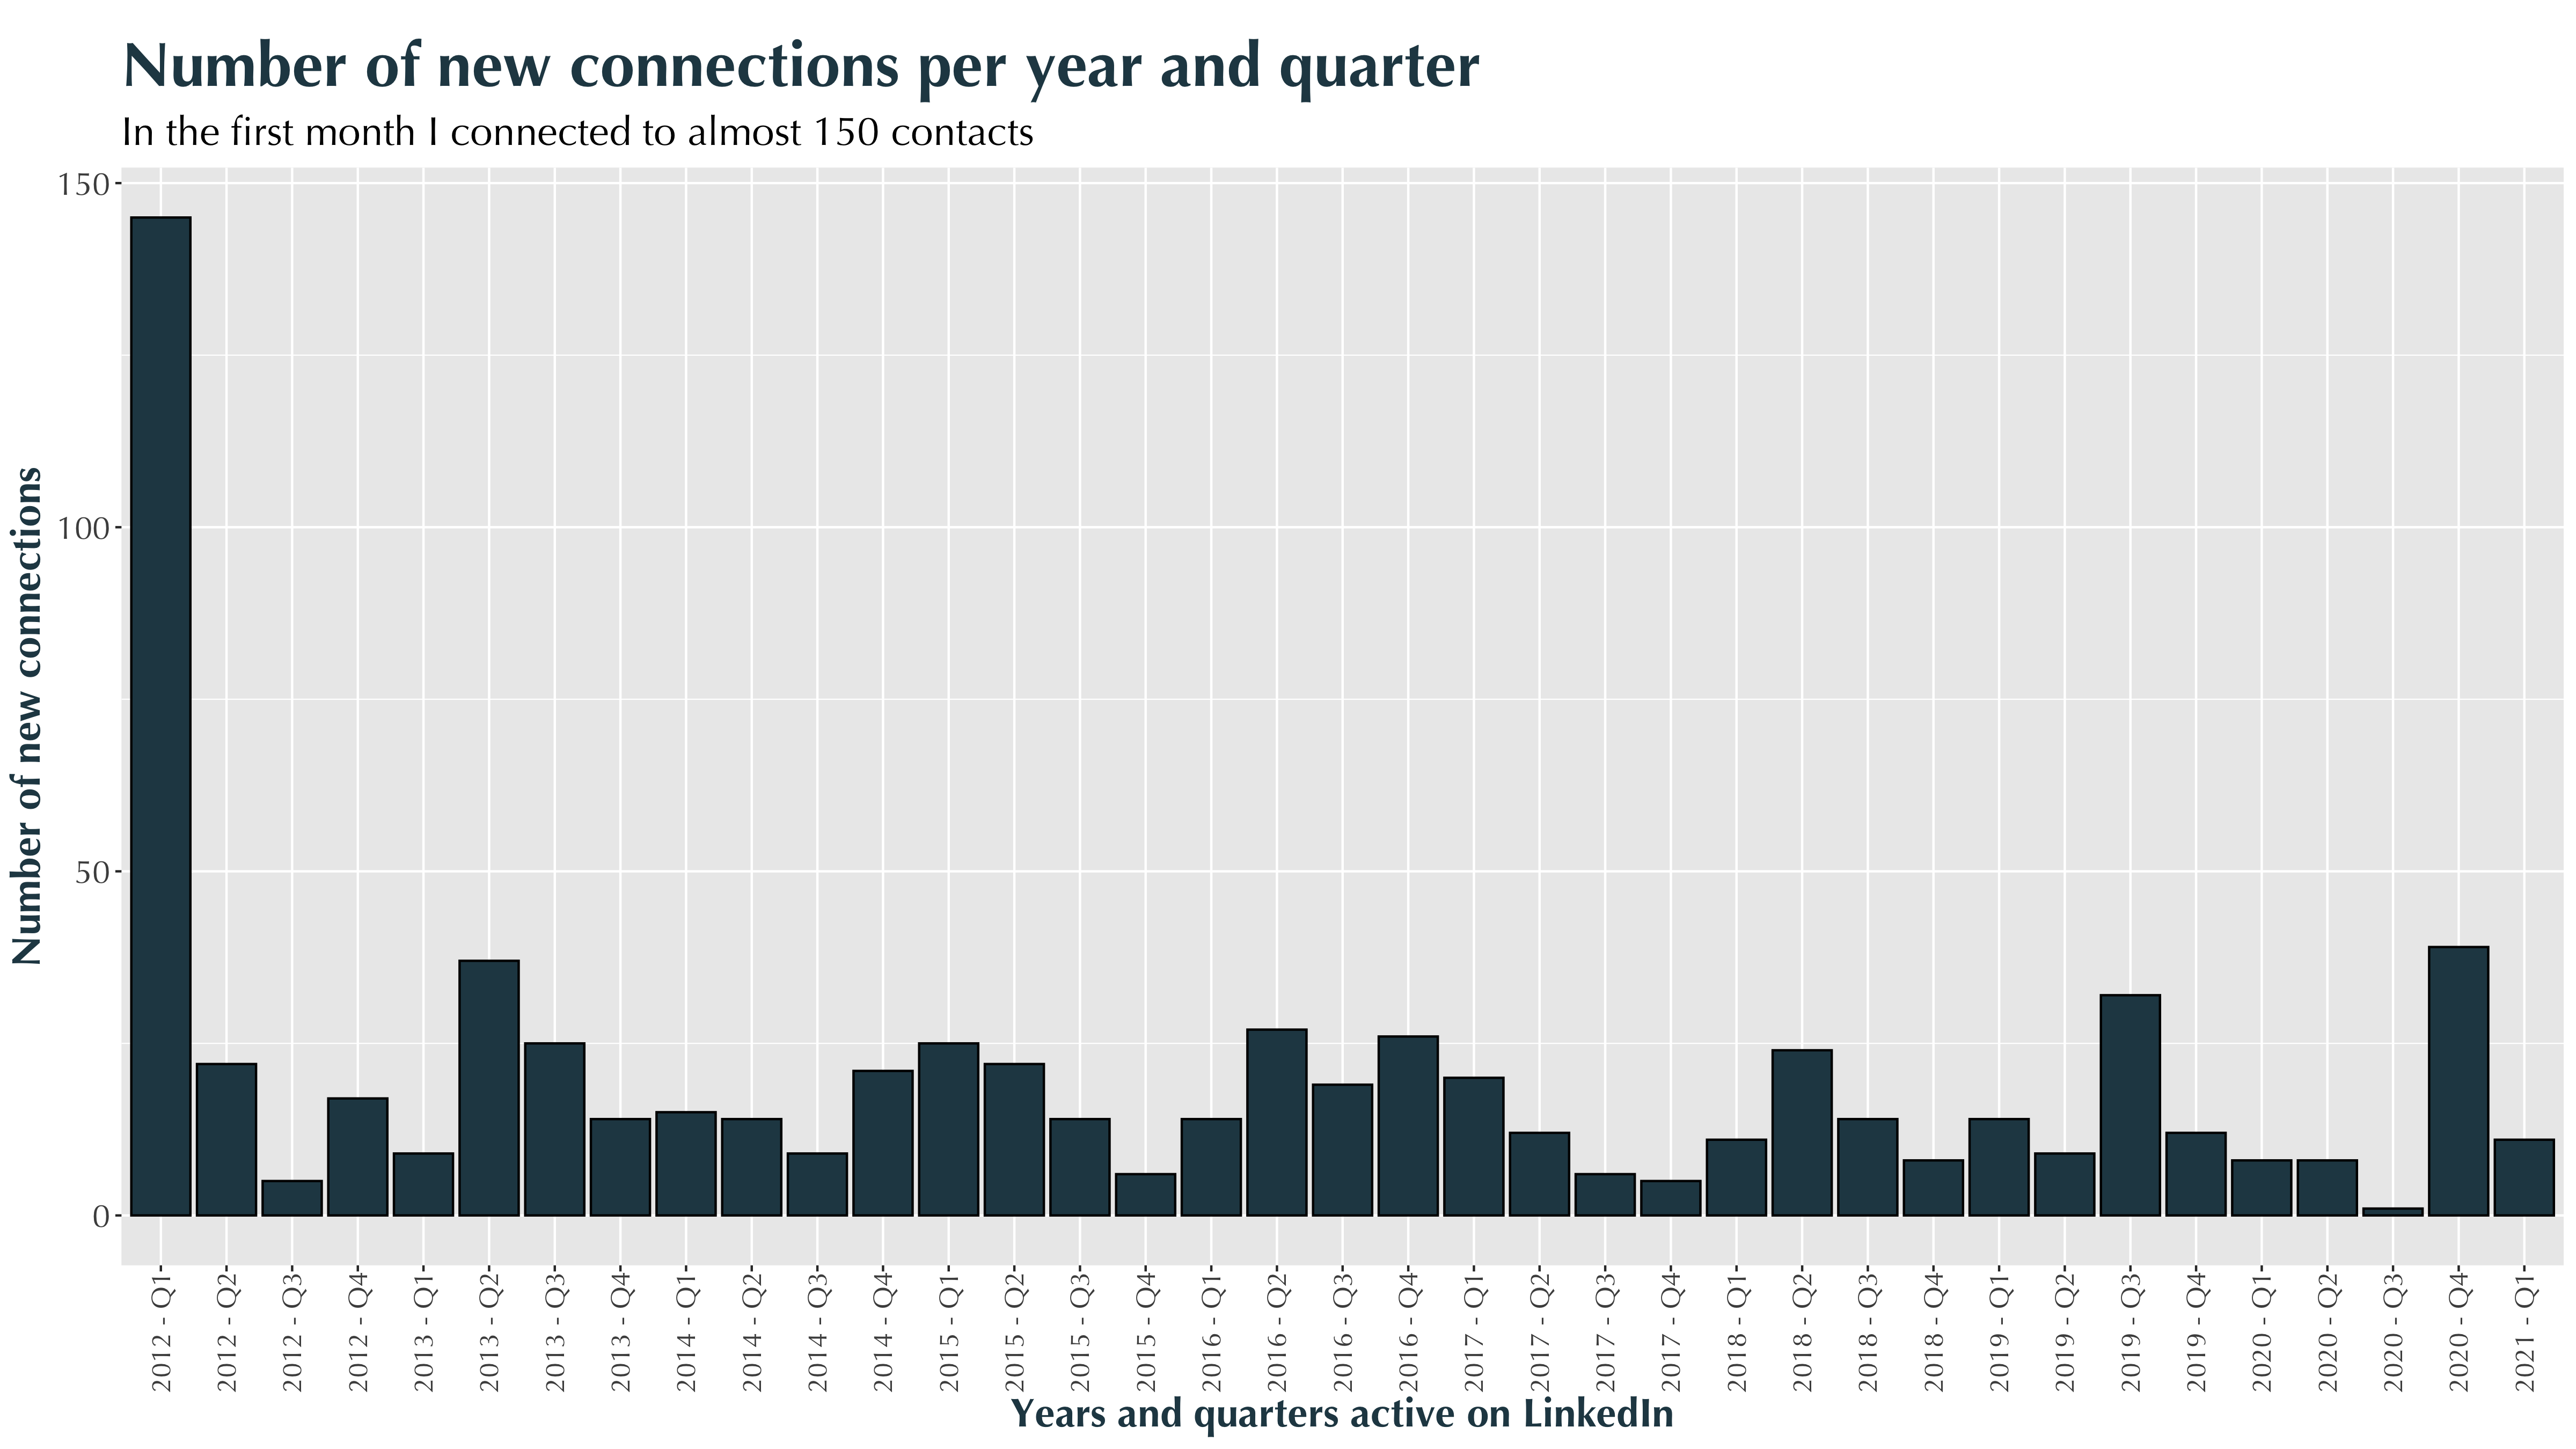 Number of new connections per year and quarter
In the first month I connected to almost 150 contacts
Number of new connections
150
100
50
0
2012 - Q1
2012 - Q2
2012 - Q3
2012 - Q4
2013 - Q1
2013 - Q2
2013 - Q3
2013 - Q4
2014 - Q1
2014 - Q2
2014 - Q3
2014 - Q4
2015 - Q1
2015 - Q2
2015 - Q3
2015 - Q4
2016 - Q1
2016 - Q2
2016 - Q3
2016 - Q4
2017 - Q1
2017 - Q2
2017 - Q3
2017 - Q4
2018 - Q1
2018 - Q2
2018 - Q3
2018 - Q4
2019 - Q1
2019 - Q2
2019 - Q3
2019 - Q4
2020 - Q1
2020 - Q2
2020 - Q3
2020 - Q4
2021 - Q1
Years and quarters active on LinkedIn